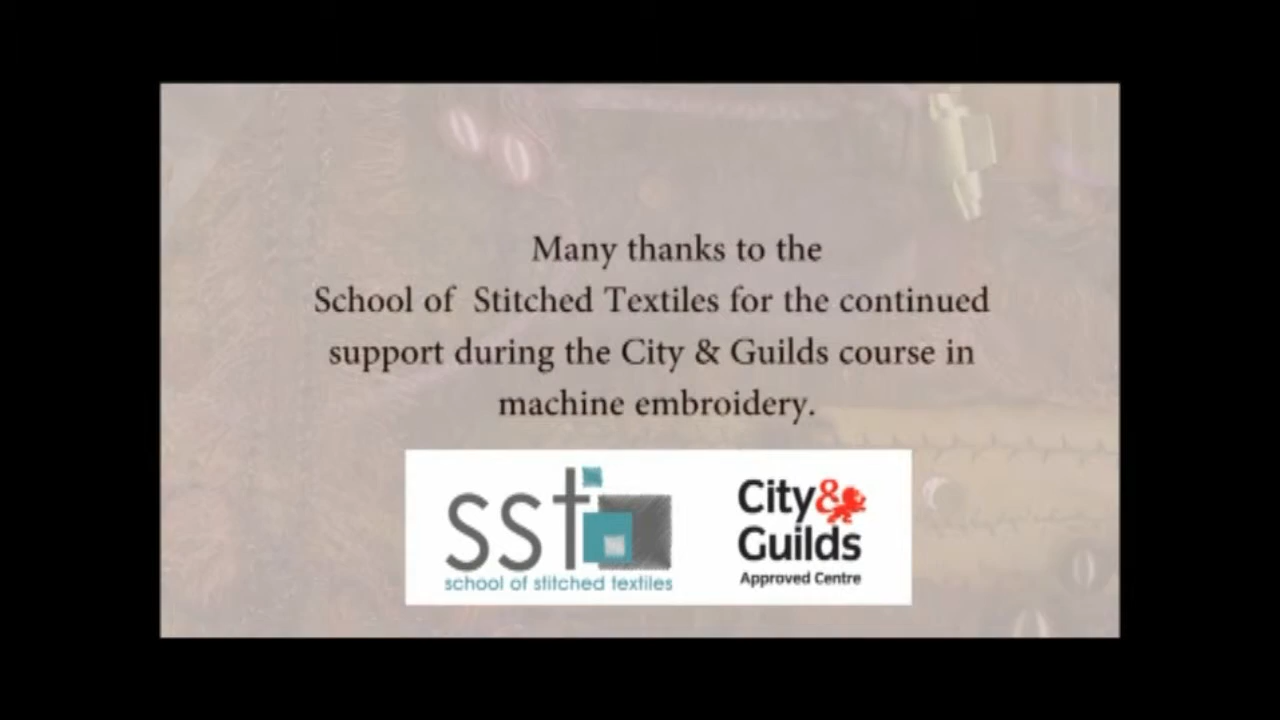 Many thanks to the
School of Stitched Textiles for the continued
support during the City & Guilds course in
machine embroidery.
sst
school of stitched textiles
City&
Guilds
Approved Centre